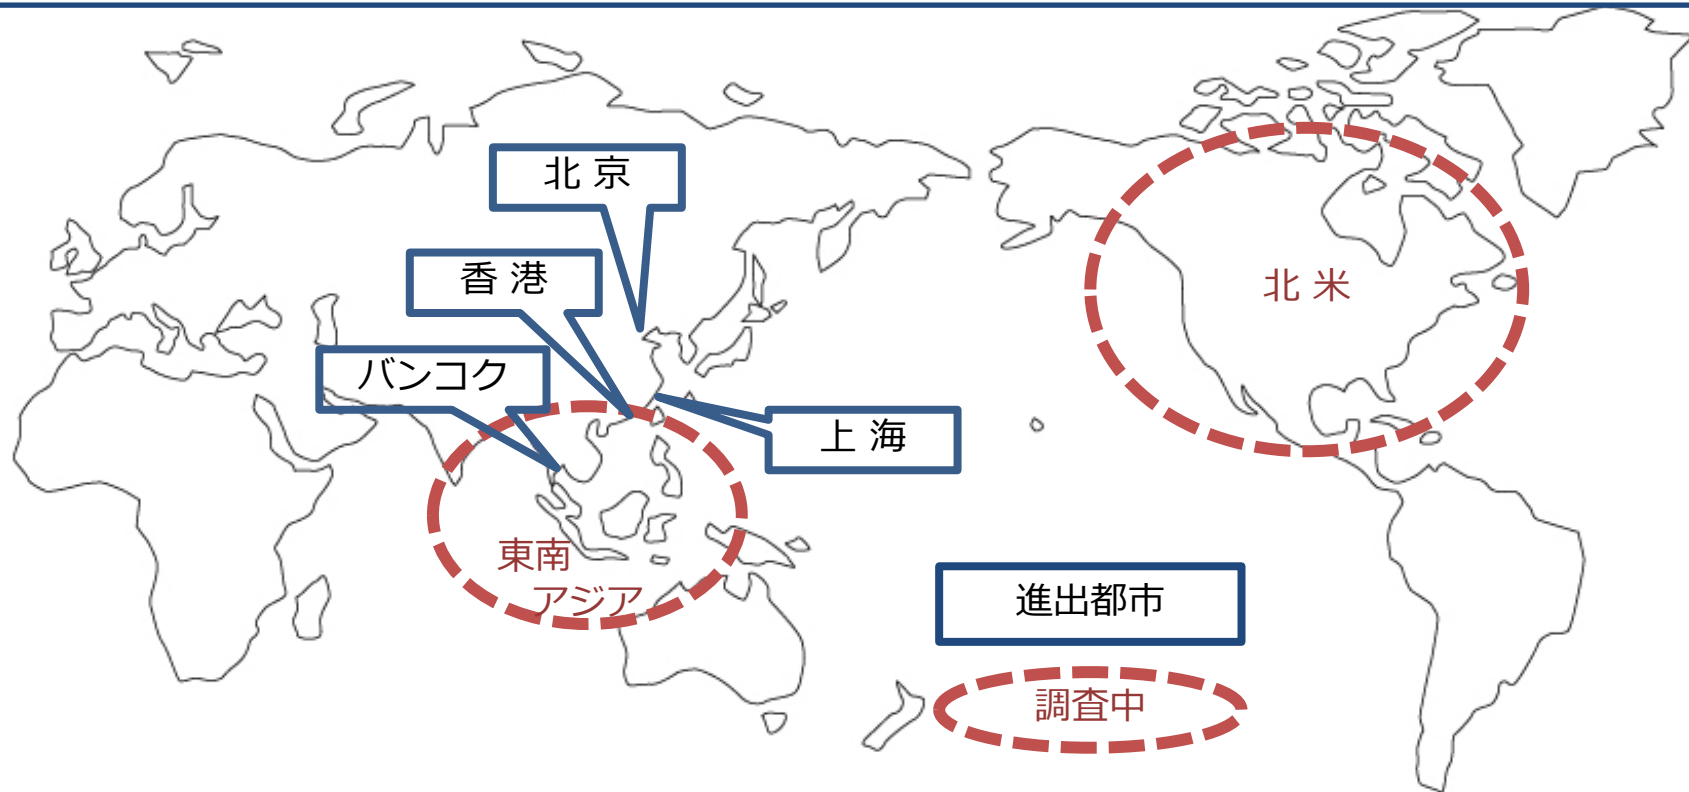 北 京
香 港
北 米
バンコク
上 海
東南
アジア
進出都市
調査中